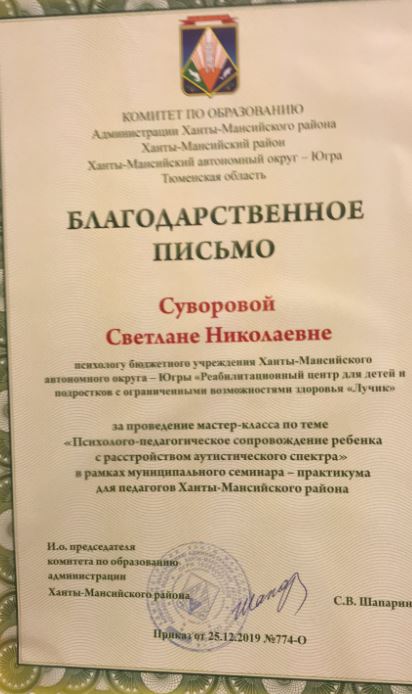 КОМИТЕТ ПО ОБРАЗОВАНИЮ
Администрации Ханты-Мансийского района
Ханты-Мансийский район
Ханты-Мансийский автономный округ – Югра
Тюменская область
БЛАГОДАРСТВЕННОЕ
ПИСЬМО
Суворовой
Светлане Николаевне
психологу бюджетного учреждения Ханты-Мансийского
автономного округа – Югры «Реабилитационный центр для детей и
подростков с ограниченными возможностями здоровья «Лучик»
за проведение мастер-класса по теме
«Психолого-педагогическое сопровождение ребенка
с расстройством аутистического спектра»
в рамках муниципального семинара – практикума
для педагогов Ханты-Мансийского района
И.о. председателя
комитета по образованию
администрации
Ханты-Мансийского района
С.В. Шапарин
Приказ от 25.12.2019 №774-О